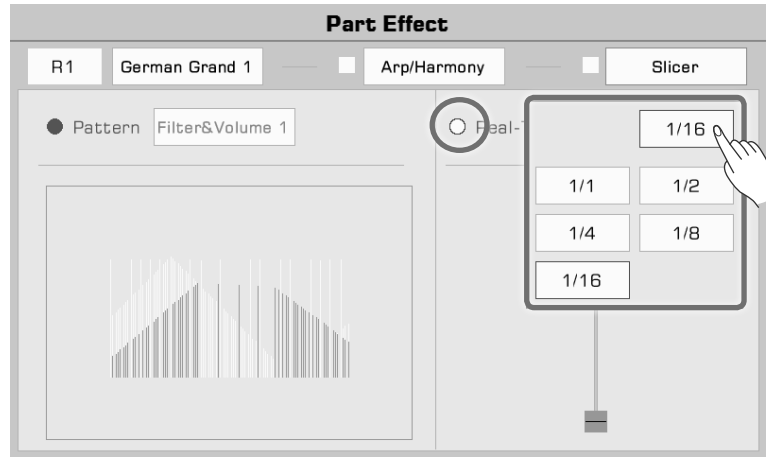 Part Effect
R1 German Grand 1 Arp/Harmony Slicer
Pattern Filter&Volume 1 Real-T 1/16
1/1 1/2
1/4 1/8
1/16